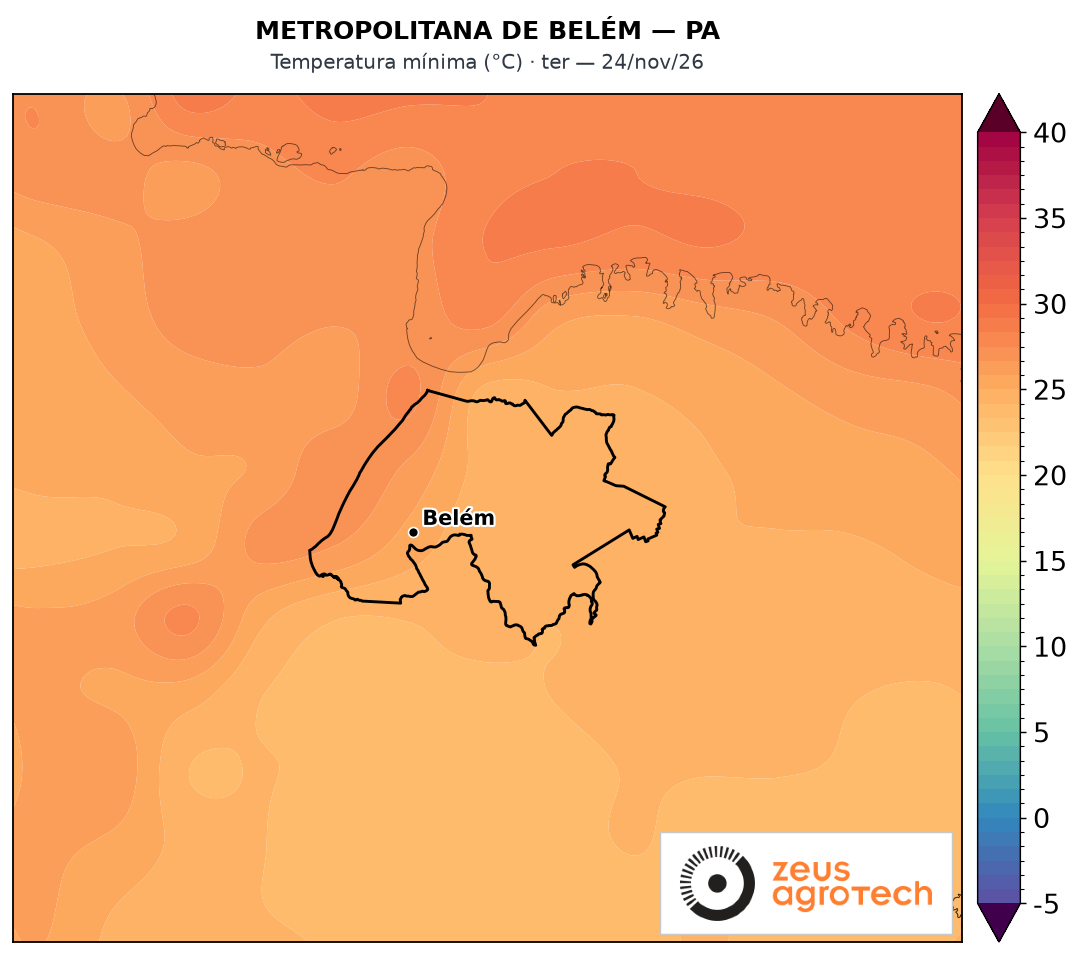 METROPOLITANA DE BELÉM — PA
Temperatura mínima (°C) · ter — 24/nov/26
40
35
30
25
20
15
10
5
0
-5
Belém
zeus
agrotech